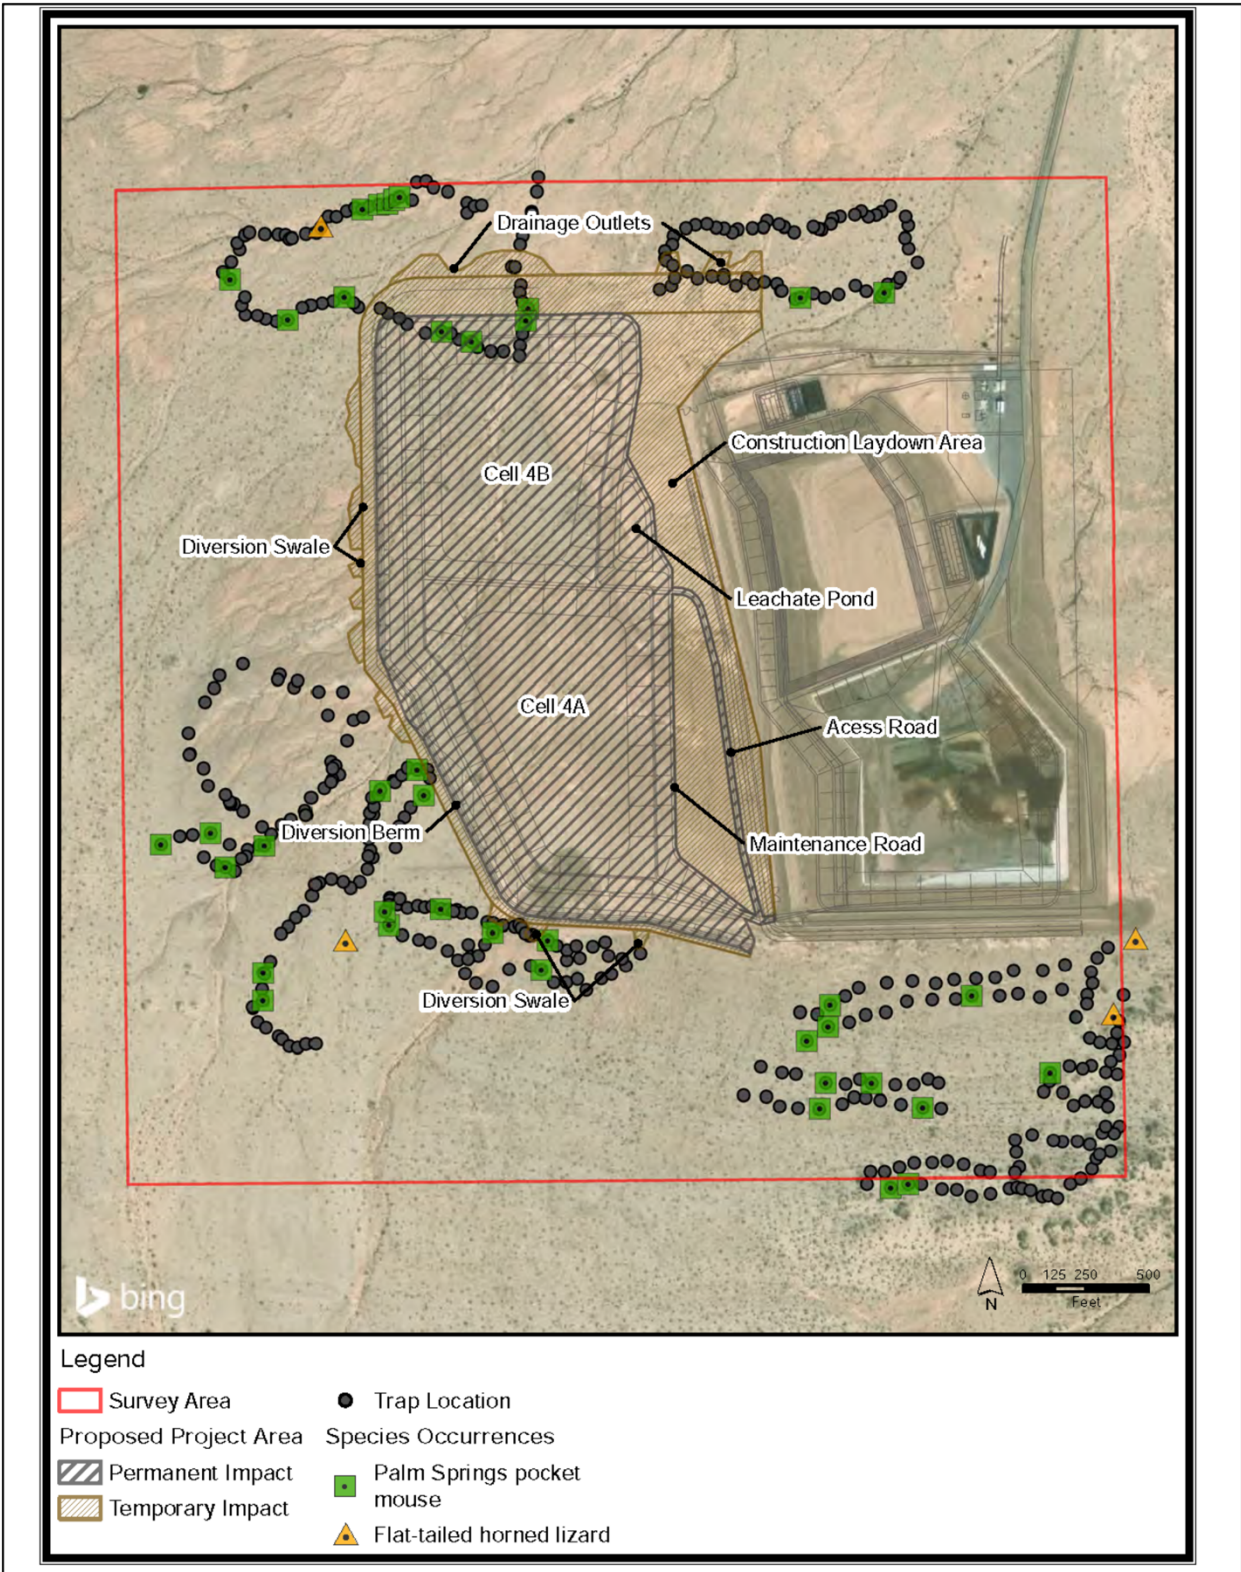 Drainage Outlets
Construction Laydown Area
Cell 4B
Diversion Swale
Leachate Pond
Cell 4A
Acess Road
Diversion Berm
Maintenance Road
Diversion Swale
bing
N
0 125 250 500
Feet
Legend
Survey Area
Trap Location
Proposed Project Area
Species Occurrences
Permanent Impact
Palm Springs pocket
mouse
Temporary Impact
Flat-tailed horned lizard